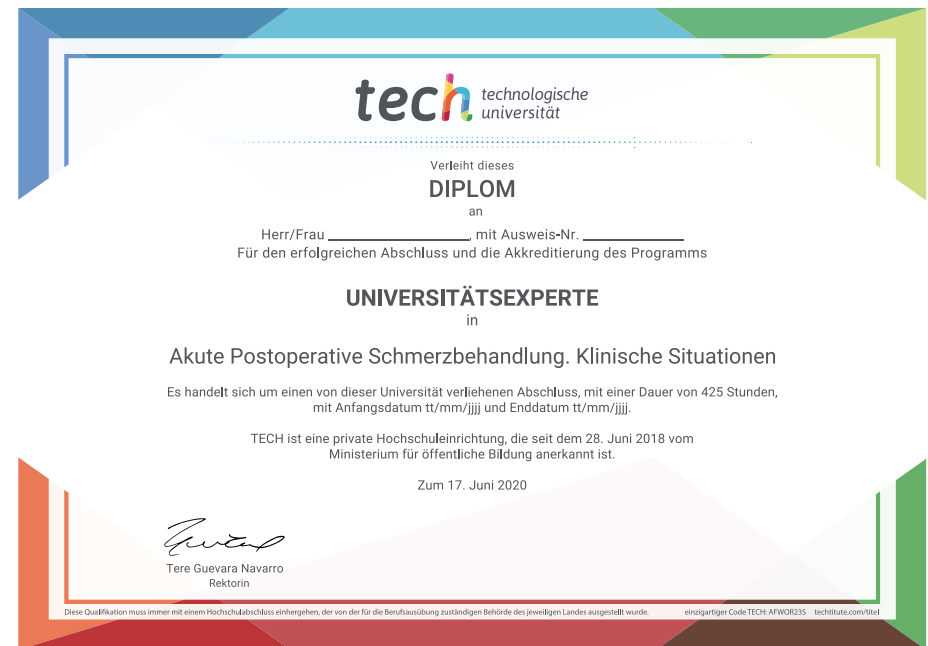 tech technologische
universität
Verleiht dieses
DIPLOM
an
Herr/Frau ____________________, mit Ausweis-Nr. ______________
Für den erfolgreichen Abschluss und die Akkreditierung des Programms
UNIVERSITÄTSEXPERTE
in
Akute Postoperative Schmerzbehandlung. Klinische Situationen
Es handelt sich um einen von dieser Universität verliehenen Abschluss, mit einer Dauer von 425 Stunden,
mit Anfangsdatum tt/mm/jjjj und Enddatum tt/mm/jjjj.
TECH ist eine private Hochschuleinrichtung, die seit dem 28. Juni 2018 vom
Ministerium für öffentliche Bildung anerkannt ist.
Zum 17. Juni 2020
Tere Guevara Navarro
Rektorin
Diese Qualifikation muss immer mit einem Hochschulabschluss einhergehen, der von der für die Berufsausübung zuständigen Behörde des jeweiligen Landes ausgestellt wurde. einzigartiger Code TECH: AFWOR23S techtitute.com/titel